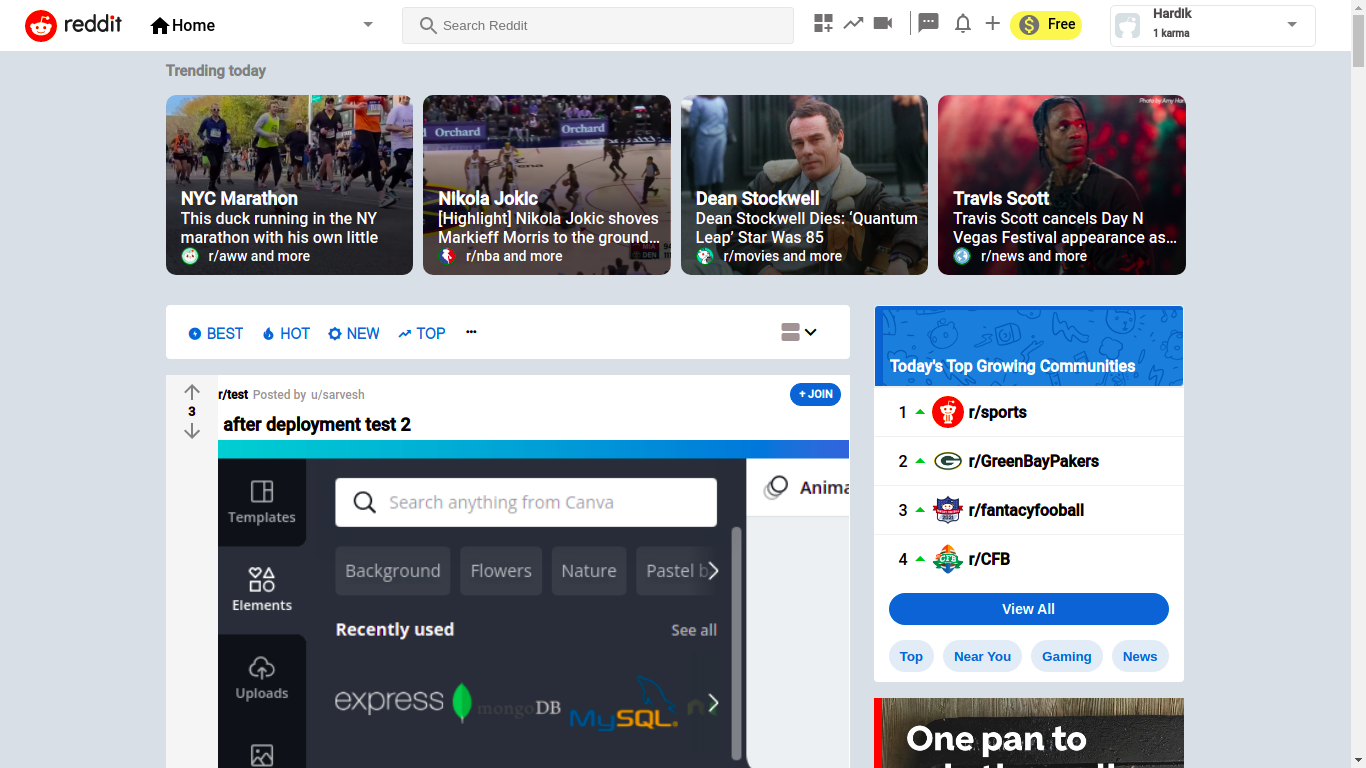 reddit
Home
Search Reddit
Free
Hardik
1 karma
Trending today
Orchard
Orchard
NYC Marathon
This duck running in the NY
marathon with his own little
r/aww and more
Nikola Jokic
[Highlight] Nikola Jokic shoves
Markieff Morris to the ground…
r/nba and more
Dean Stockwell
Dean Stockwell Dies: ‘Quantum
Leap’ Star Was 85
r/movies and more
Travis Scott
Travis Scott cancels Day N
Vegas Festival appearance as…
r/news and more
BEST
HOT
NEW
TOP
3
r/test Posted by u/sarvesh
+ JOIN
after deployment test 2
Templates
Elements
Uploads
Search anything from Canva
Background
Flowers
Nature
Pastel b
Recently used
See all
express
mongoDB
MySQL
Anima
Today's Top Growing Communities
1 r/sports
2 r/GreenBayPakers
3 r/fantacyfooball
4 r/CFB
View All
Top
Near You
Gaming
News
One pan to